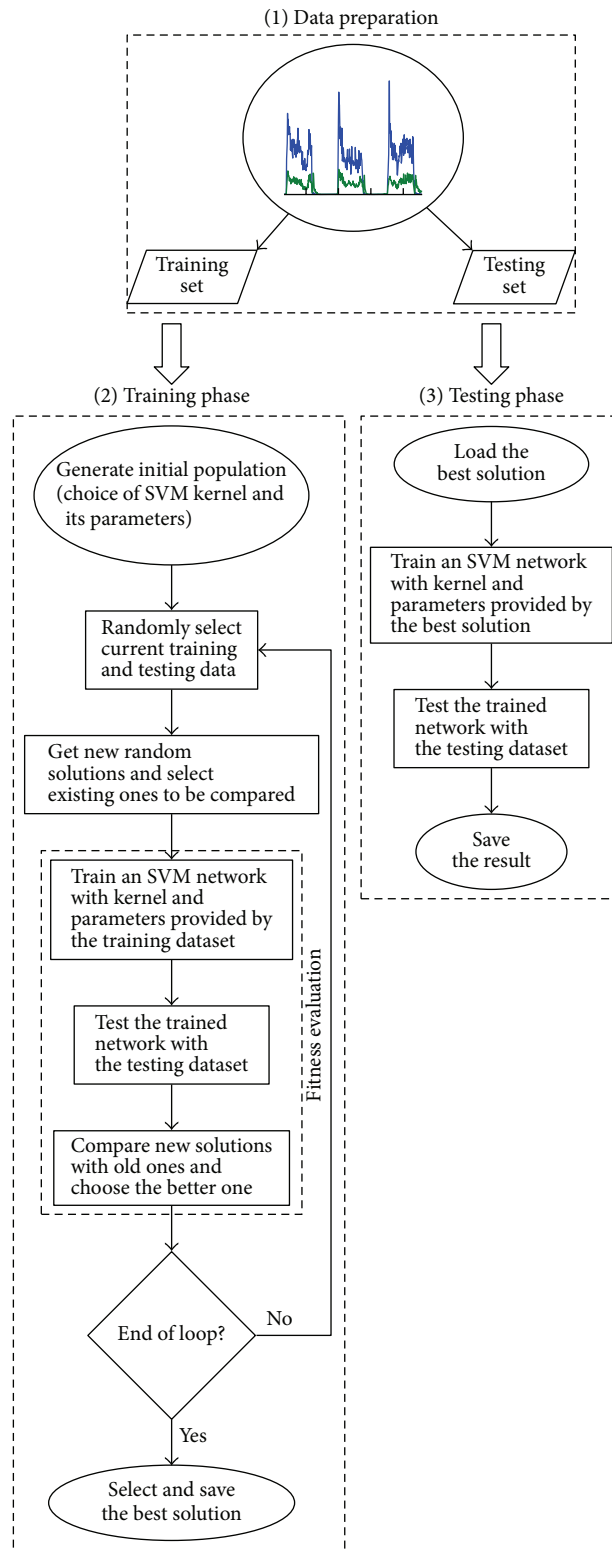 (1) Data preparation
Training
set
Testing
set
(2) Training phase
Generate initial population
(choice of SVM kernel and
its parameters)
Randomly select
current training
and testing data
Get new random
solutions and select
existing ones to be compared
Train an SVM network
with kernel and
parameters provided by
the training dataset
Test the trained
network with
the testing dataset
Compare new solutions
with old ones and
choose the better one
Fitness evaluation
End of loop?
No
Yes
Select and save
the best solution
(3) Testing phase
Load the
best solution
Train an SVM network
with kernel and
parameters provided by
the best solution
Test the trained
network with
the testing dataset
Save
the result